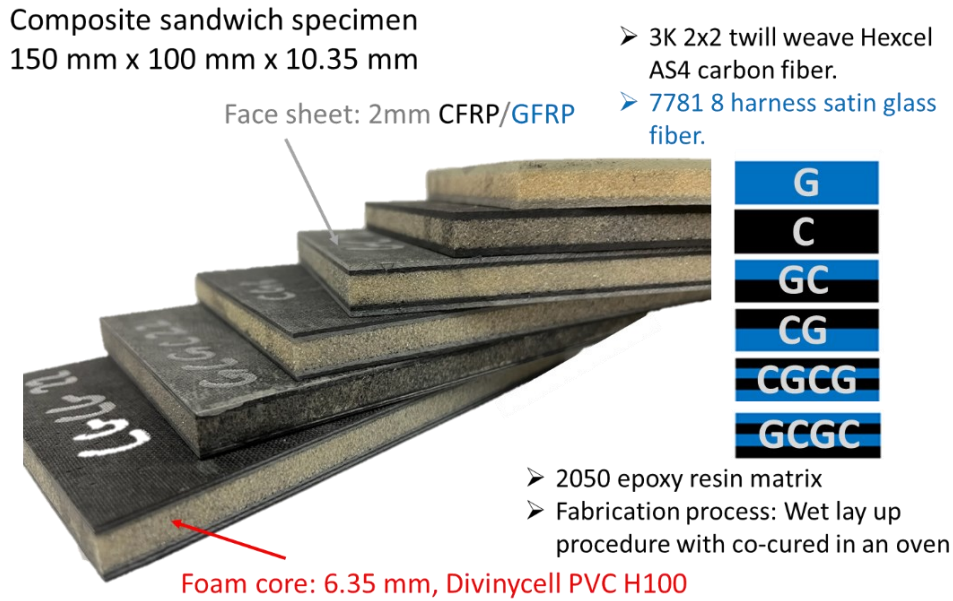 Composite sandwich specimen
150 mm x 100 mm x 10.35 mm
➢ 3K 2x2 twill weave Hexcel
AS4 carbon fiber.
➢ 7781 8 harness satin glass
fiber.
Face sheet: 2mm CFRP/GFRP
G
C
GC
CG
CGCG
GCGC
➢ 2050 epoxy resin matrix
➢ Fabrication process: Wet lay up
procedure with co-cured in an oven
Foam core: 6.35 mm, Divinycell PVC H100